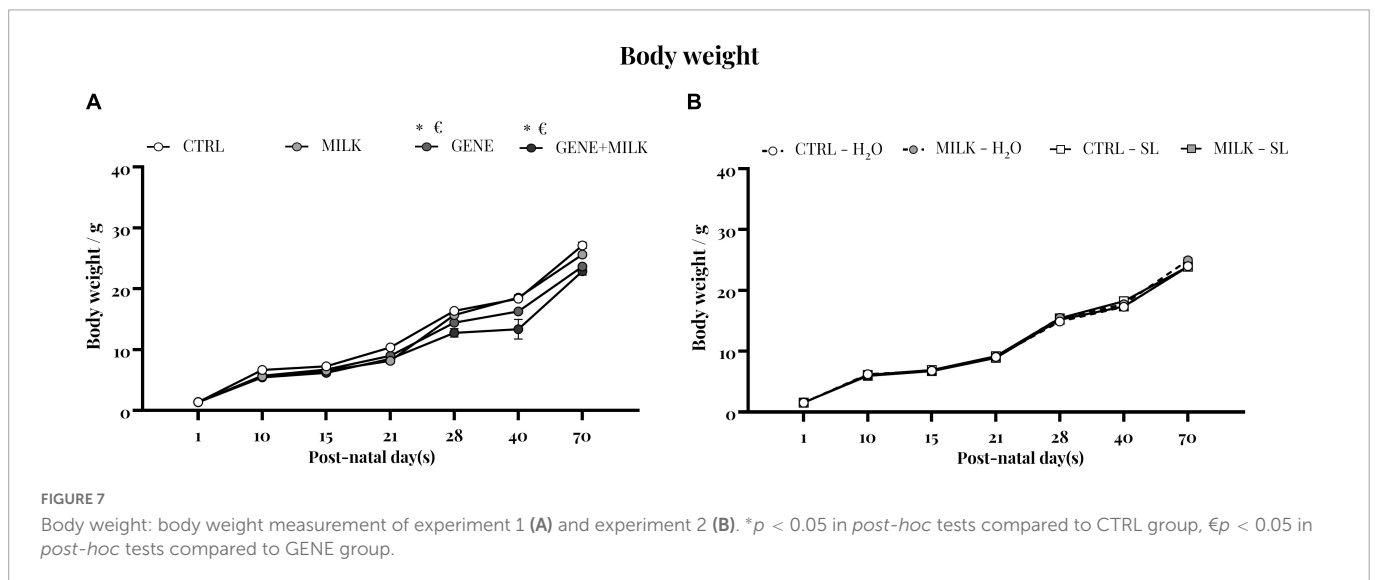 Body weight
A
* € * €
CTRL MILK GENE GENE+MILK
40
30
20
10
0
Body weight / g
1 10 15 21 28 40 70
Post-natal day(s)
B
CTRL - H₂O MILK - H₂O CTRL - SL MILK - SL
40
30
20
10
0
Body weight / g
1 10 15 21 28 40 70
Post-natal day(s)
FIGURE 7
Body weight: body weight measurement of experiment 1 (A) and experiment 2 (B). *p < 0.05 in post-hoc tests compared to CTRL group, €p < 0.05 in
post-hoc tests compared to GENE group.